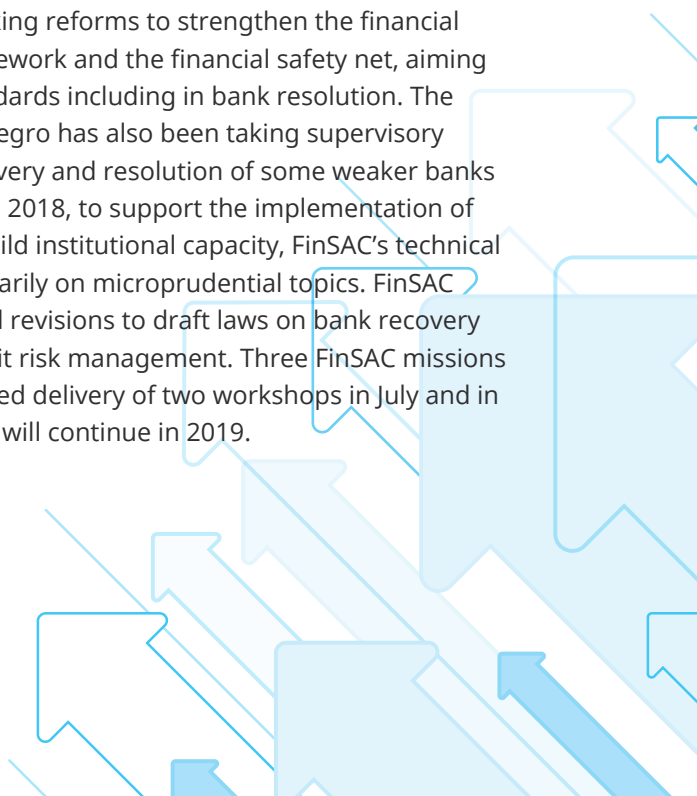 king reforms to strengthen the financial
ework and the financial safety net, aiming
dards including in bank resolution. The
egro has also been taking supervisory
very and resolution of some weaker banks
2018, to support the implementation of
ild institutional capacity, FinSAC’s technical
arily on microprudential topics. FinSAC
revisions to draft laws on bank recovery
it risk management. Three FinSAC missions
ed delivery of two workshops in July and in
will continue in 2019.